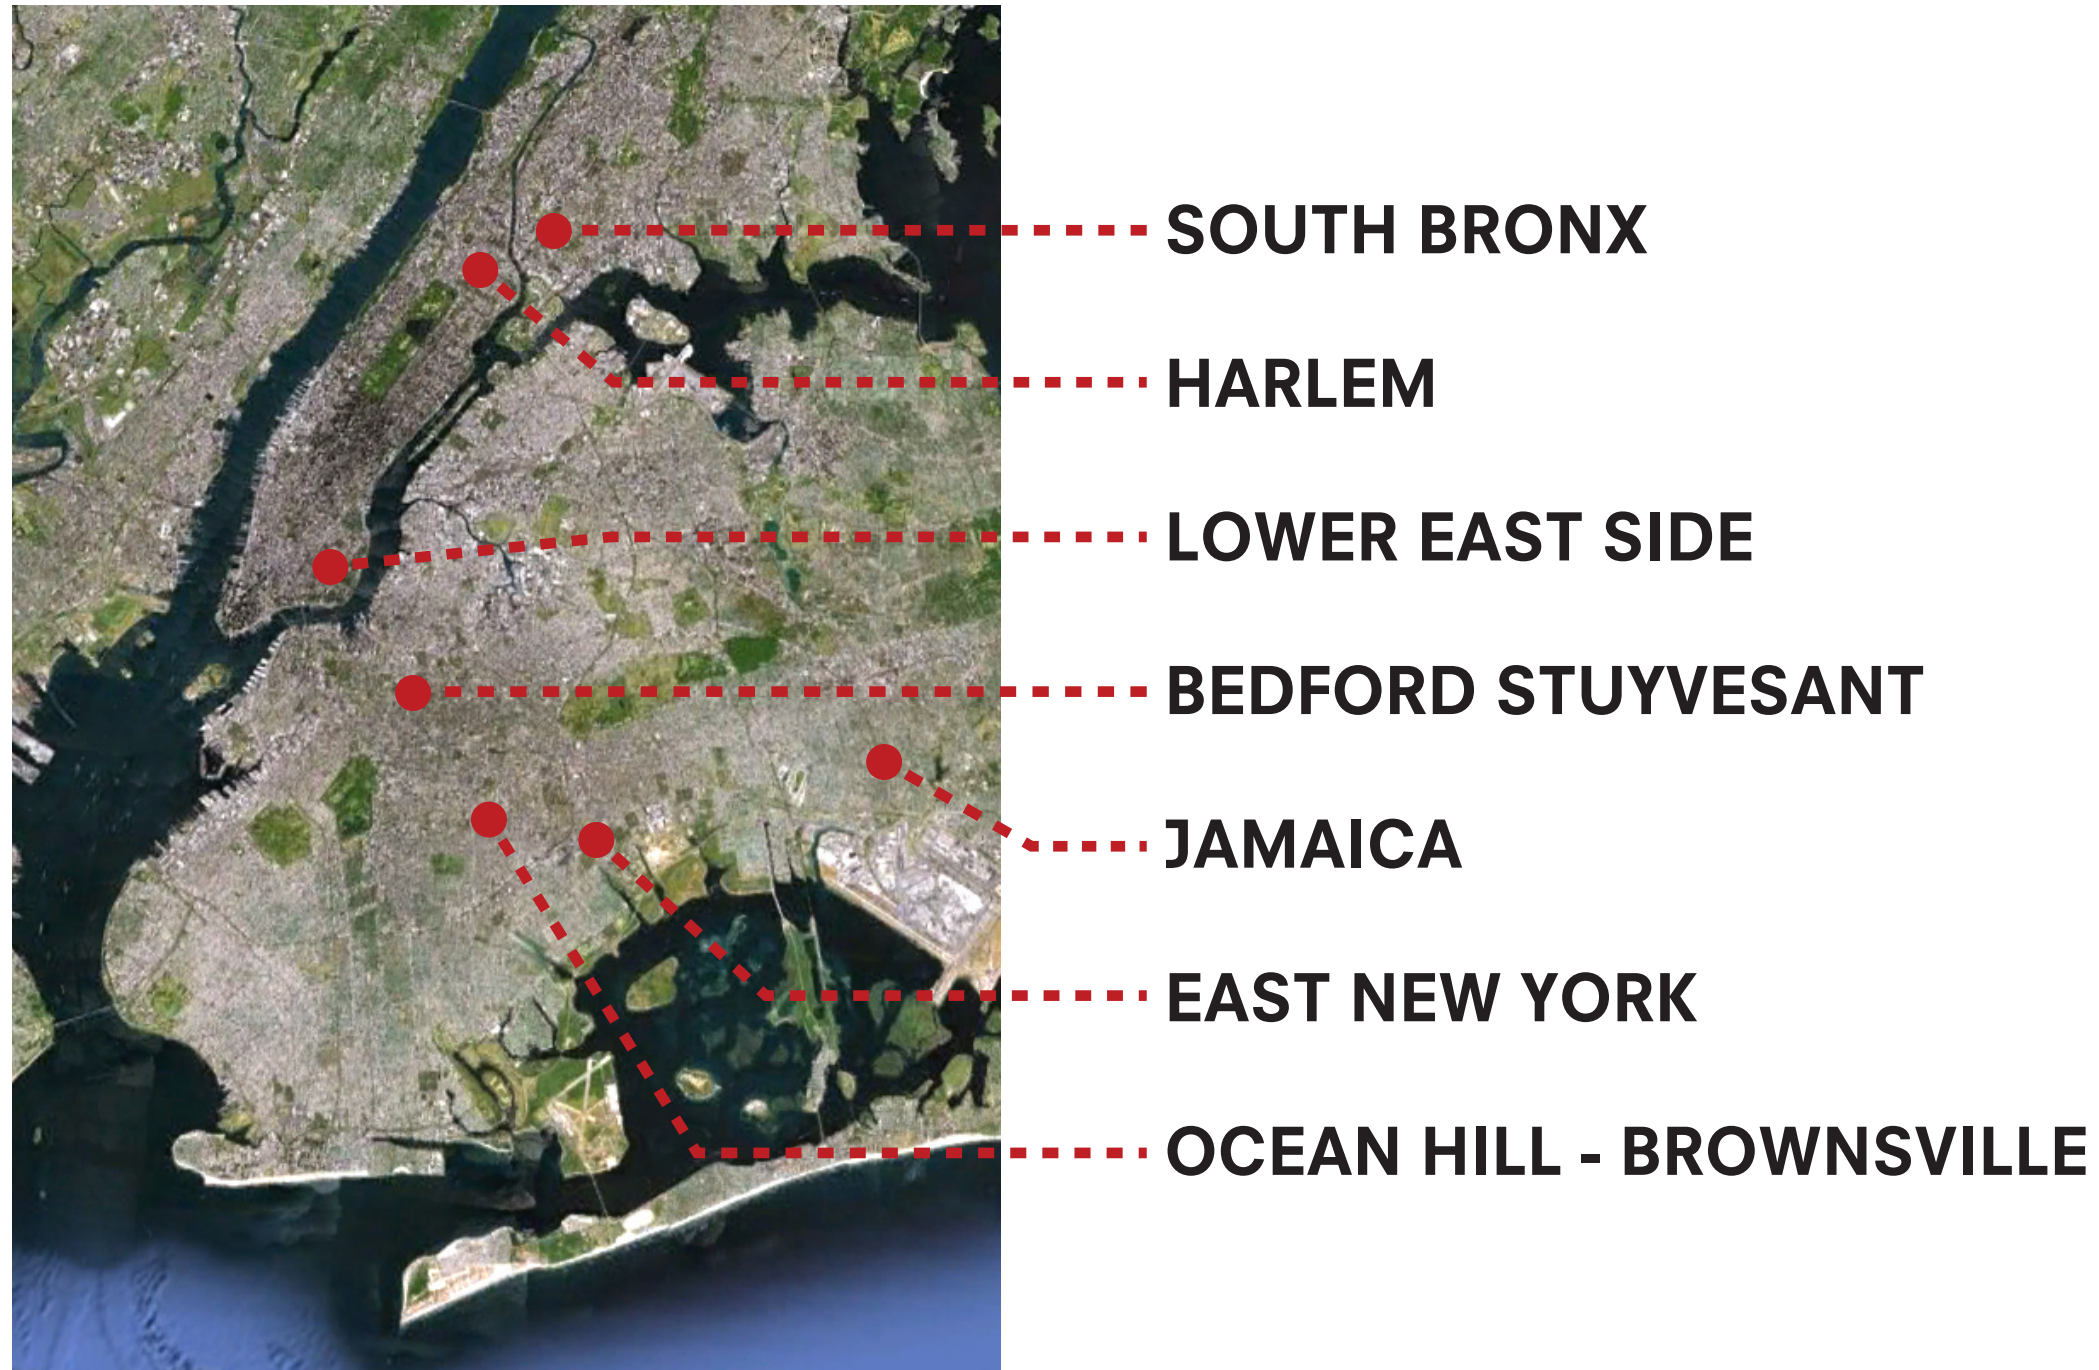 SOUTH BRONX
HARLEM
LOWER EAST SIDE
BEDFORD STUYVESANT
JAMAICA
EAST NEW YORK
OCEAN HILL - BROWNSVILLE